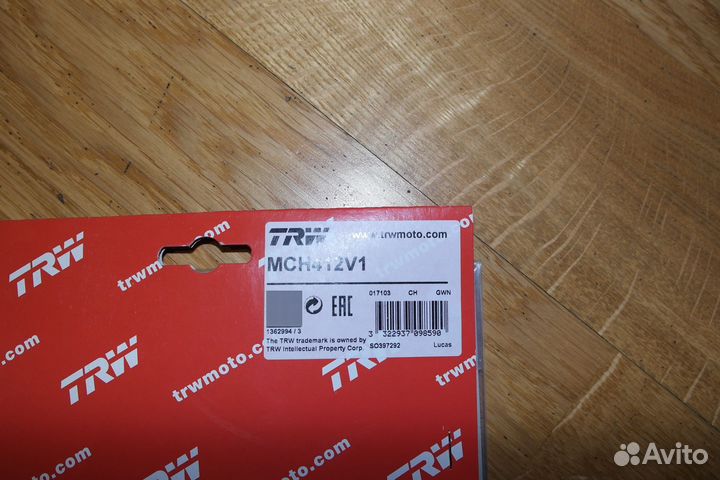 TRW www.trwmoto.com
MCH412V1
017103 CH GWN
EAC
1362994 / 3
3 322937 098590
The TRW trademark is owned by
TRW Intellectual Property Corp.
SO397292 Lucas
trwmoto.com
TRW
TRW
trwmoto.com
TRW
trwmoto.com
TRW
TRW
trwmoto.com
TRW
Avito